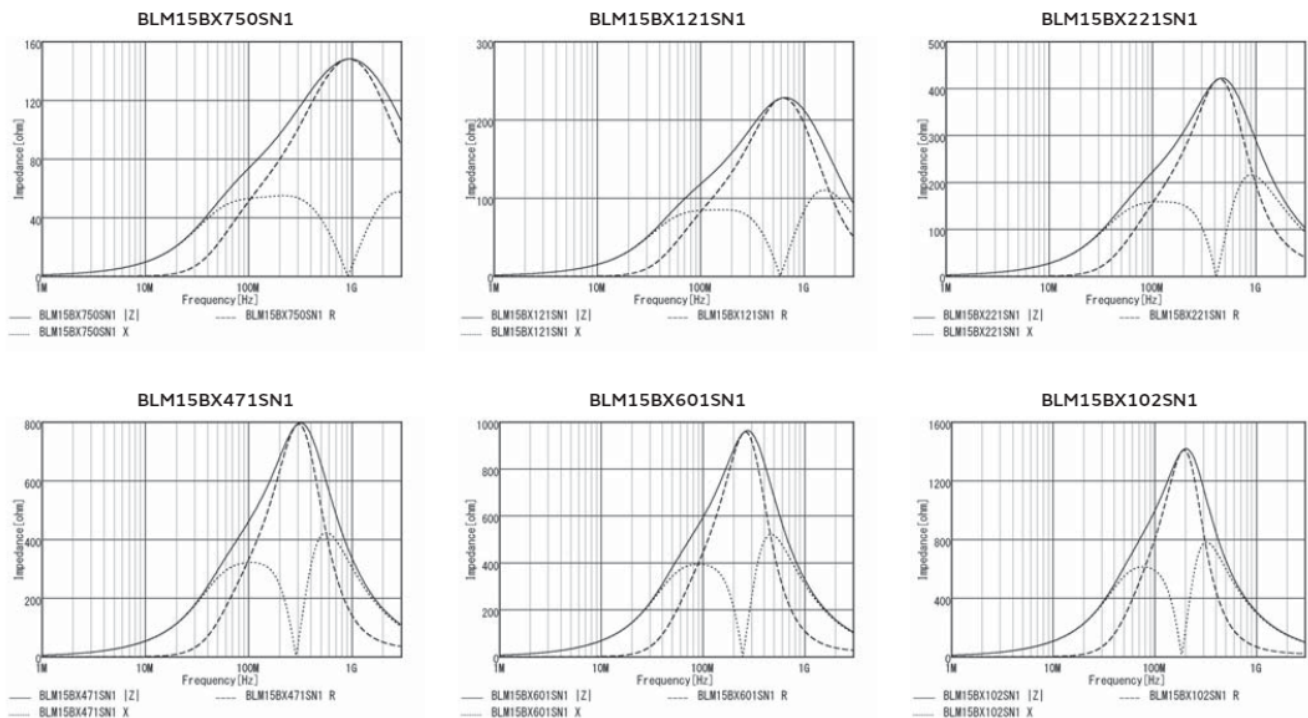 BLM15BX750SN1
160
120
80
40
0
Impedance[ohm]
1M 10M 100M 1G
Frequency[Hz]
BLM15BX750SN1 |Z| BLM15BX750SN1 R
BLM15BX750SN1 X
BLM15BX121SN1
300
200
100
0
Impedance[ohm]
1M 10M 100M 1G
Frequency[Hz]
BLM15BX121SN1 |Z| BLM15BX121SN1 R
BLM15BX121SN1 X
BLM15BX221SN1
500
400
300
200
100
0
Impedance[ohm]
1M 10M 100M 1G
Frequency[Hz]
BLM15BX221SN1 |Z| BLM15BX221SN1 R
BLM15BX221SN1 X
BLM15BX471SN1
800
600
400
200
0
Impedance[ohm]
1M 10M 100M 1G
Frequency[Hz]
BLM15BX471SN1 |Z| BLM15BX471SN1 R
BLM15BX471SN1 X
BLM15BX601SN1
1000
800
600
400
200
0
Impedance[ohm]
1M 10M 100M 1G
Frequency[Hz]
BLM15BX601SN1 |Z| BLM15BX601SN1 R
BLM15BX601SN1 X
BLM15BX102SN1
1600
1400
800
400
0
Impedance[ohm]
1M 10M 100M 1G
Frequency[Hz]
BLM15BX102SN1 |Z| BLM15BX102SN1 R
BLM15BX102SN1 X